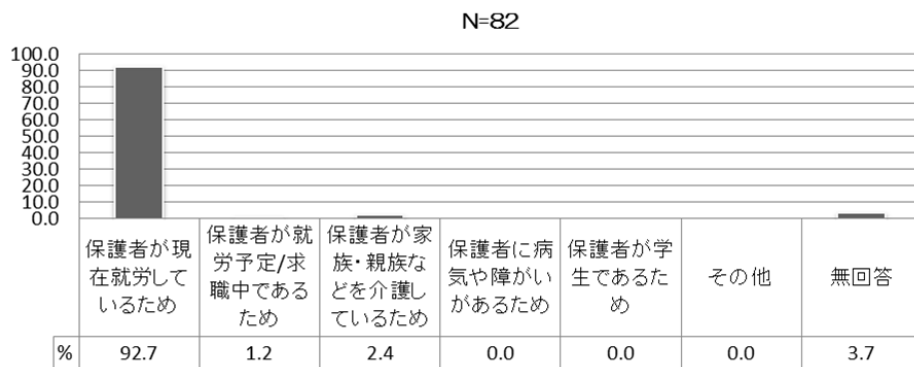 N=82
100.0
90.0
80.0
70.0
60.0
50.0
40.0
30.0
20.0
10.0
0.0
保護者が現
在就労して
いるため
保護者が就
労予定/求
職中である
ため
保護者が家
族・親族な
どを介護し
ているため
保護者に病
気や障がい
があるため
保護者が学
生であるた
め
その他
無回答
% 92.7 1.2 2.4 0.0 0.0 0.0 3.7